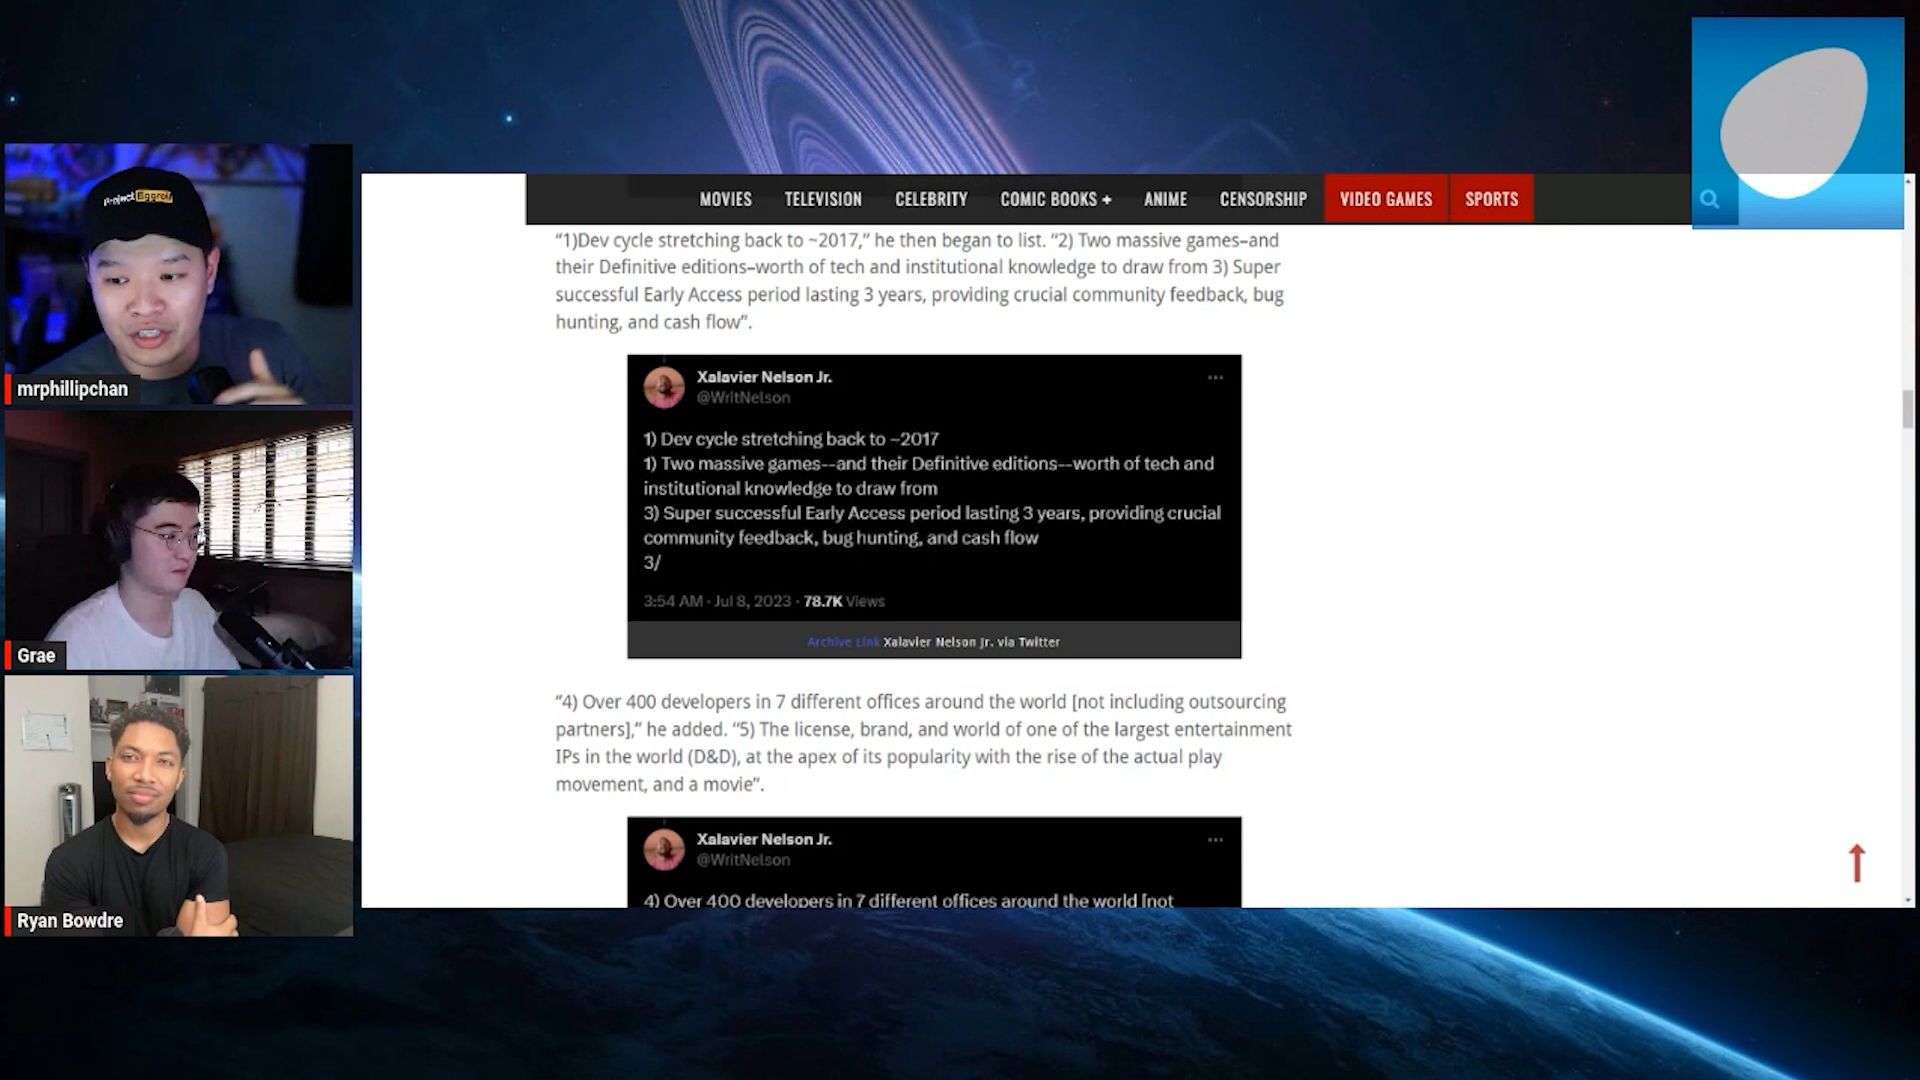 Project Eggroll
mrphillipchan
Grae
Ryan Bowdre
MOVIES TELEVISION CELEBRITY COMIC BOOKS + ANIME CENSORSHIP VIDEO GAMES SPORTS
“1)Dev cycle stretching back to ~2017,” he then began to list. “2) Two massive games–and
their Definitive editions–worth of tech and institutional knowledge to draw from 3) Super
successful Early Access period lasting 3 years, providing crucial community feedback, bug
hunting, and cash flow”.
Xalavier Nelson Jr.
@WritNelson
1) Dev cycle stretching back to ~2017
1) Two massive games--and their Definitive editions--worth of tech and
institutional knowledge to draw from
3) Super successful Early Access period lasting 3 years, providing crucial
community feedback, bug hunting, and cash flow
3/
3:54 AM · Jul 8, 2023 · 78.7K Views
Archive Link Xalavier Nelson Jr. via Twitter
“4) Over 400 developers in 7 different offices around the world [not including outsourcing
partners],” he added. “5) The license, brand, and world of one of the largest entertainment
IPs in the world (D&D), at the apex of its popularity with the rise of the actual play
movement, and a movie”.
Xalavier Nelson Jr.
@WritNelson
4) Over 400 developers in 7 different offices around the world [not